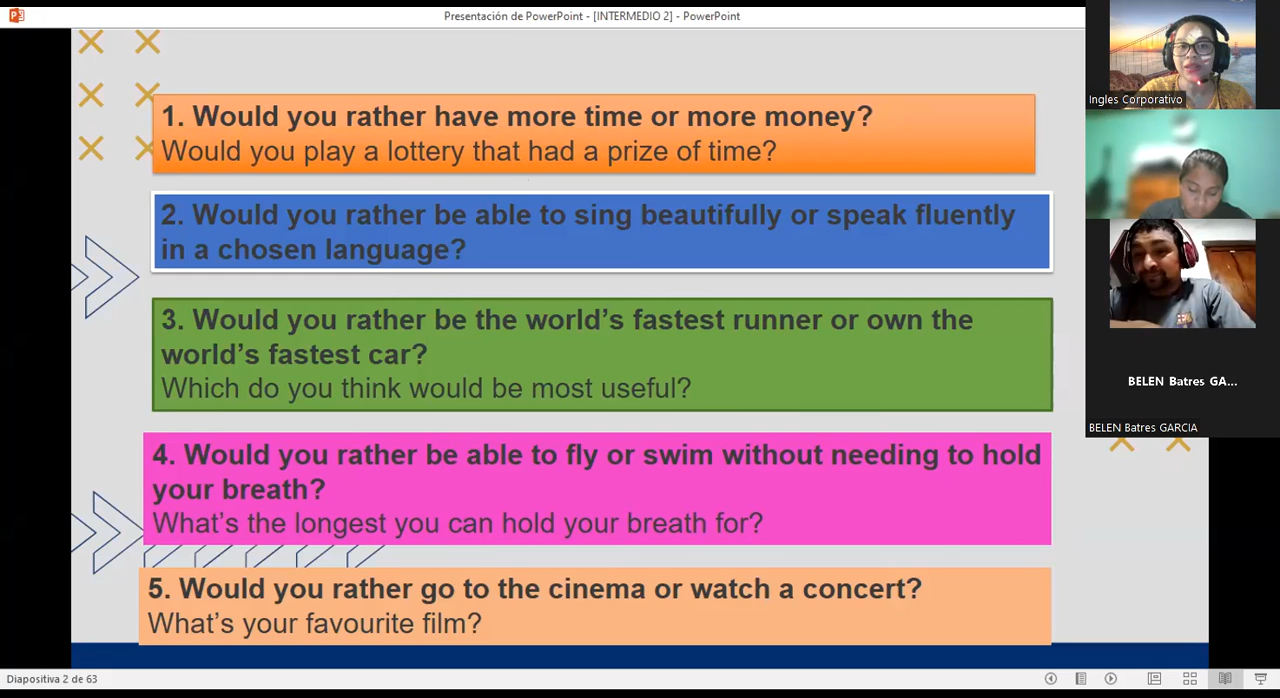 Presentación de PowerPoint - [INTERMEDIO 2] - PowerPoint
1. Would you rather have more time or more money?
Would you play a lottery that had a prize of time?
2. Would you rather be able to sing beautifully or speak fluently
in a chosen language?
3. Would you rather be the world's fastest runner or own the
world's fastest car?
Which do you think would be most useful?
4. Would you rather be able to fly or swim without needing to hold
your breath?
What's the longest you can hold your breath for?
5. Would you rather go to the cinema or watch a concert?
What's your favourite film?
Ingles Corporativo
BELEN Batres GA...
BELEN Batres GARCIA
Diapositiva 2 de 63